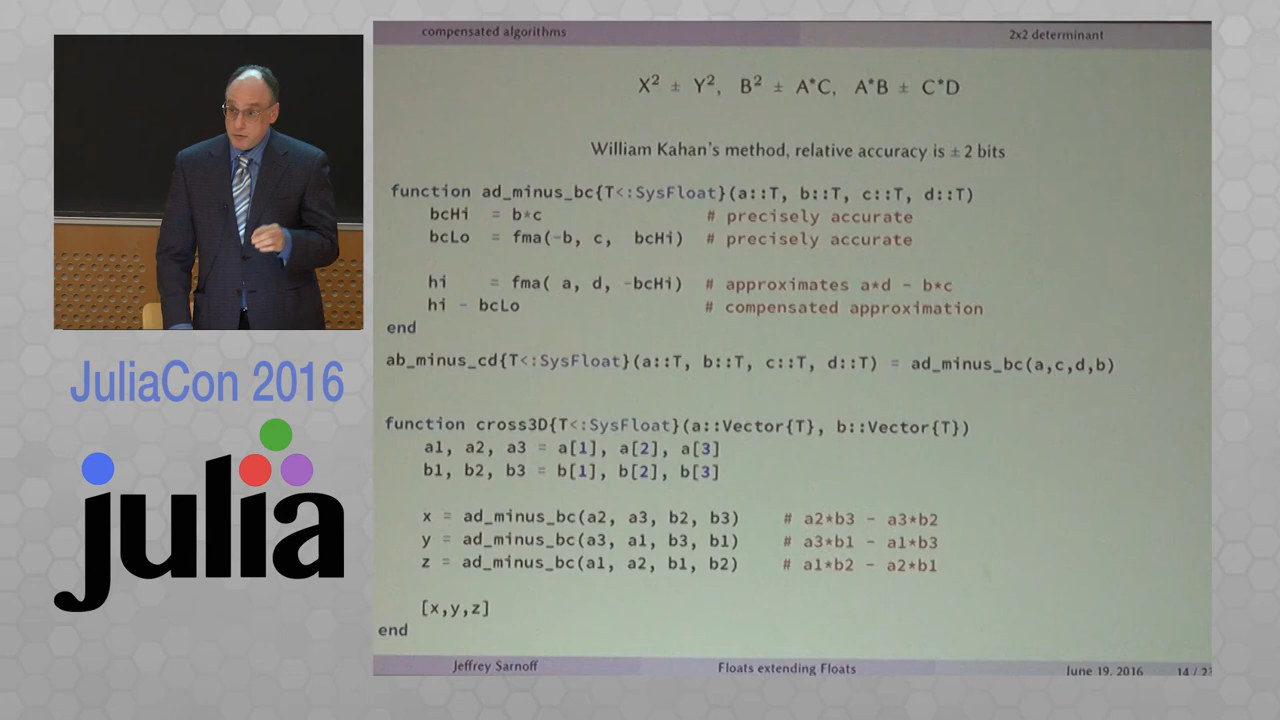 compensated algorithms
2x2 determinant
X² ± Y², B² ± A*C, A*B ± C*D
William Kahan's method, relative accuracy is ± 2 bits
function ad_minus_bc{T<:SysFloat}(a::T, b::T, c::T, d::T)
bcHi = b*c # precisely accurate
bcLo = fma(-b, c, bcHi) # precisely accurate
hi = fma( a, d, -bcHi) # approximates a*d - b*c
hi - bcLo # compensated approximation
end
ab_minus_cd{T<:SysFloat}(a::T, b::T, c::T, d::T) = ad_minus_bc(a,c,d,b)
function cross3D{T<:SysFloat}(a::Vector{T}, b::Vector{T})
a1, a2, a3 = a[1], a[2], a[3]
b1, b2, b3 = b[1], b[2], b[3]
x = ad_minus_bc(a2, a3, b2, b3) # a2*b3 - a3*b2
y = ad_minus_bc(a3, a1, b3, b1) # a3*b1 - a1*b3
z = ad_minus_bc(a1, a2, b1, b2) # a1*b2 - a2*b1
[x,y,z]
end
Jeffrey Sarnoff
Floats extending Floats
June 19, 2016
14 / 2
JuliaCon 2016
julia